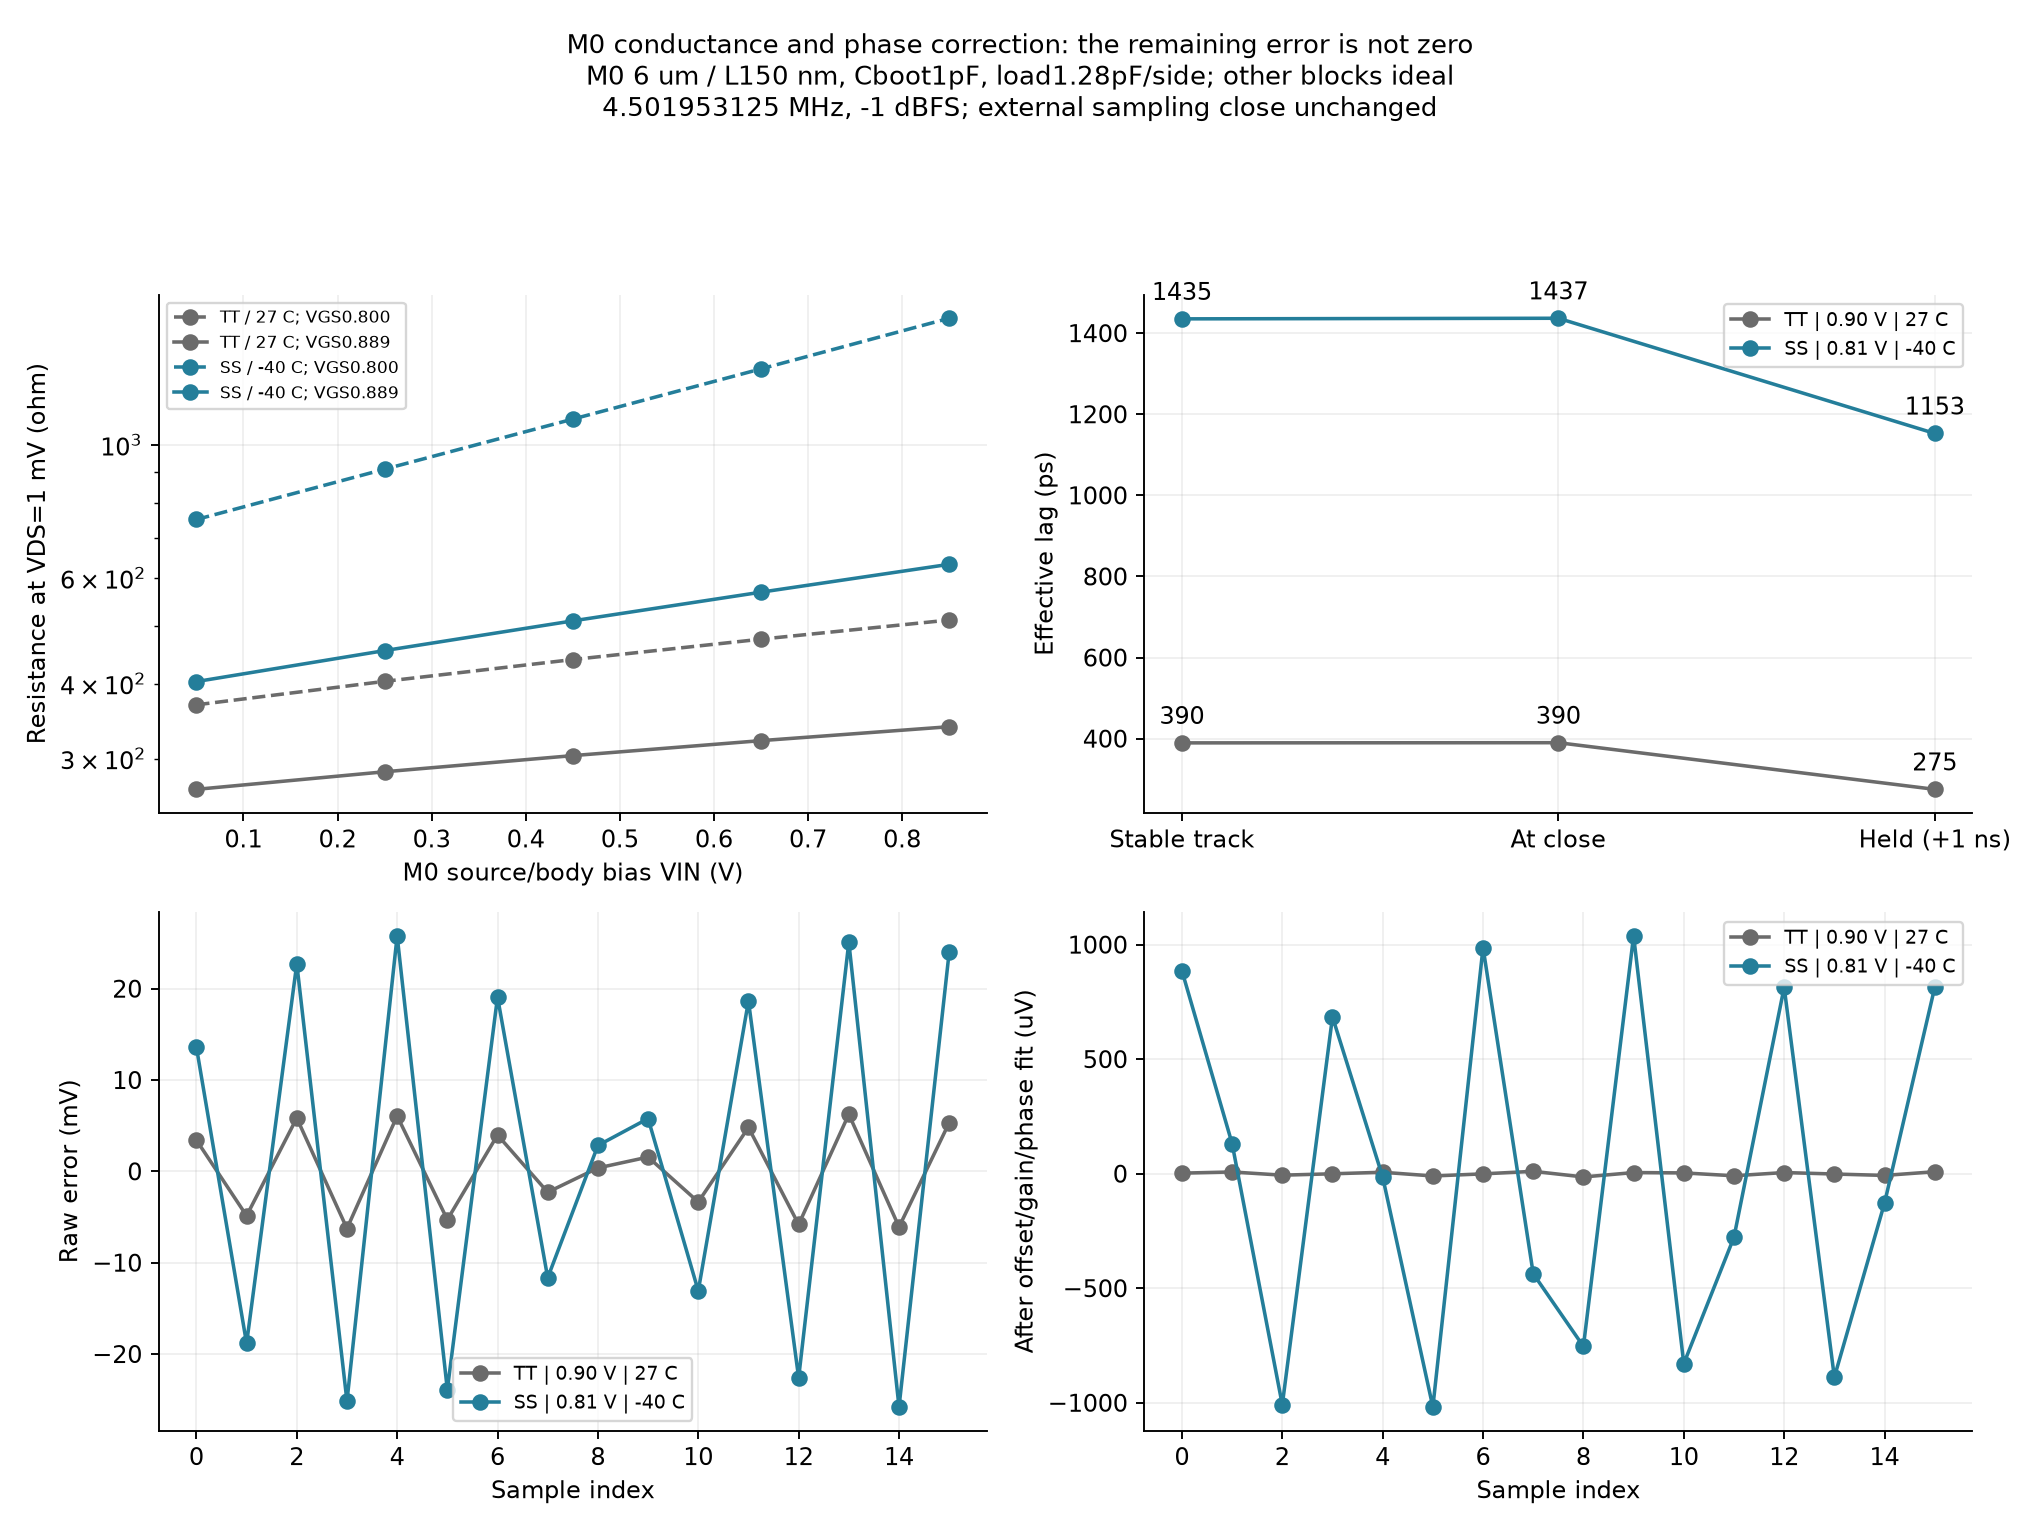 M0 conductance and phase correction: the remaining error is not zero
M0 6 um / L150 nm, Cboot1pF, load1.28pF/side; other blocks ideal
4.501953125 MHz, -1 dBFS; external sampling close unchanged
TT / 27 C; VGS0.800
TT / 27 C; VGS0.889
SS / -40 C; VGS0.800
SS / -40 C; VGS0.889
Resistance at VDS=1 mV (ohm)
10³
6 × 10²
4 × 10²
3 × 10²
0.1 0.2 0.3 0.4 0.5 0.6 0.7 0.8
M0 source/body bias VIN (V)
1435 1437 1153
390 390 275
TT | 0.90 V | 27 C
SS | 0.81 V | -40 C
Effective lag (ps)
1400
1200
1000
800
600
400
Stable track At close Held (+1 ns)
Raw error (mV)
20
10
0
−10
−20
TT | 0.90 V | 27 C
SS | 0.81 V | -40 C
0 2 4 6 8 10 12 14
Sample index
After offset/gain/phase fit (uV)
1000
500
0
−500
−1000
TT | 0.90 V | 27 C
SS | 0.81 V | -40 C
0 2 4 6 8 10 12 14
Sample index